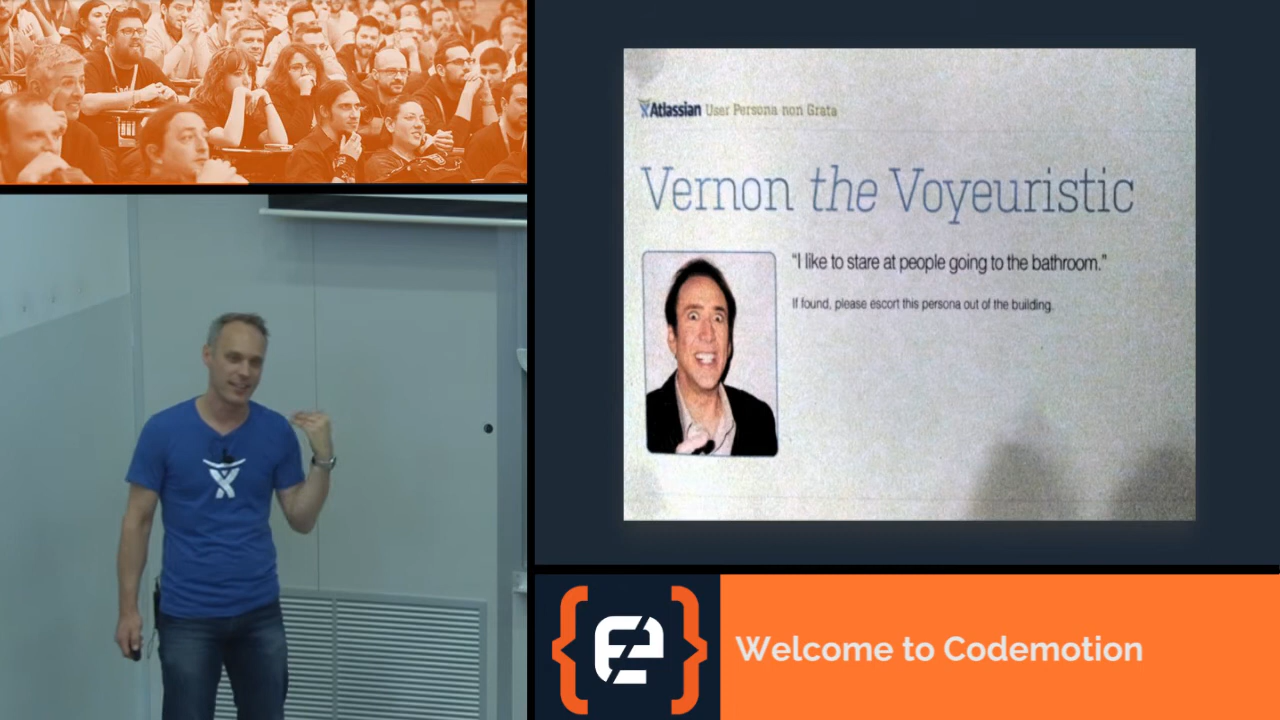 Atlassian User Persona non Grata
Vernon the Voyeuristic
"I like to stare at people going to the bathroom."
If found, please escort this persona out of the building.
Welcome to Codemotion